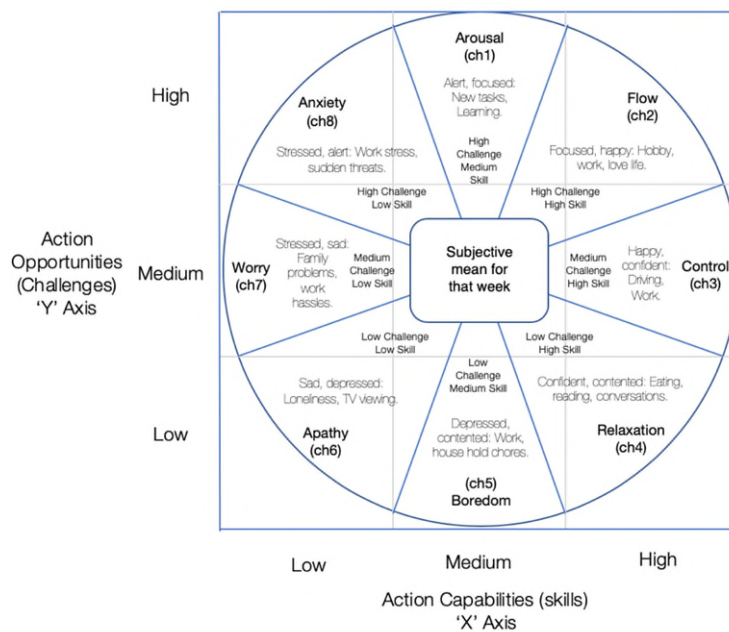 High
Medium
Low
Action
Opportunities
(Challenges)
‘Y’ Axis
Arousal
(ch1)
Alert, focused:
New tasks,
Learning.
High
Challenge
Medium
Skill
Anxiety
(ch8)
Stressed, alert: Work stress,
sudden threats.
High Challenge
Low Skill
Flow
(ch2)
Focused, happy: Hobby,
work, love life.
High Challenge
High Skill
Worry
(ch7)
Stressed, sad:
Family
problems,
work
hassles.
Medium
Challenge
Low Skill
Subjective
mean for
that week
Medium
Challenge
High Skill
Happy,
confident:
Driving,
Work.
Control
(ch3)
Low Challenge
Low Skill
Sad, depressed:
Loneliness, TV viewing.
Apathy
(ch6)
Low
Challenge
Medium Skill
Depressed,
contented: Work,
house hold chores.
(ch5)
Boredom
Low Challenge
High Skill
Confident, contented: Eating,
reading, conversations.
Relaxation
(ch4)
Low
Medium
High
Action Capabilities (skills)
‘X’ Axis